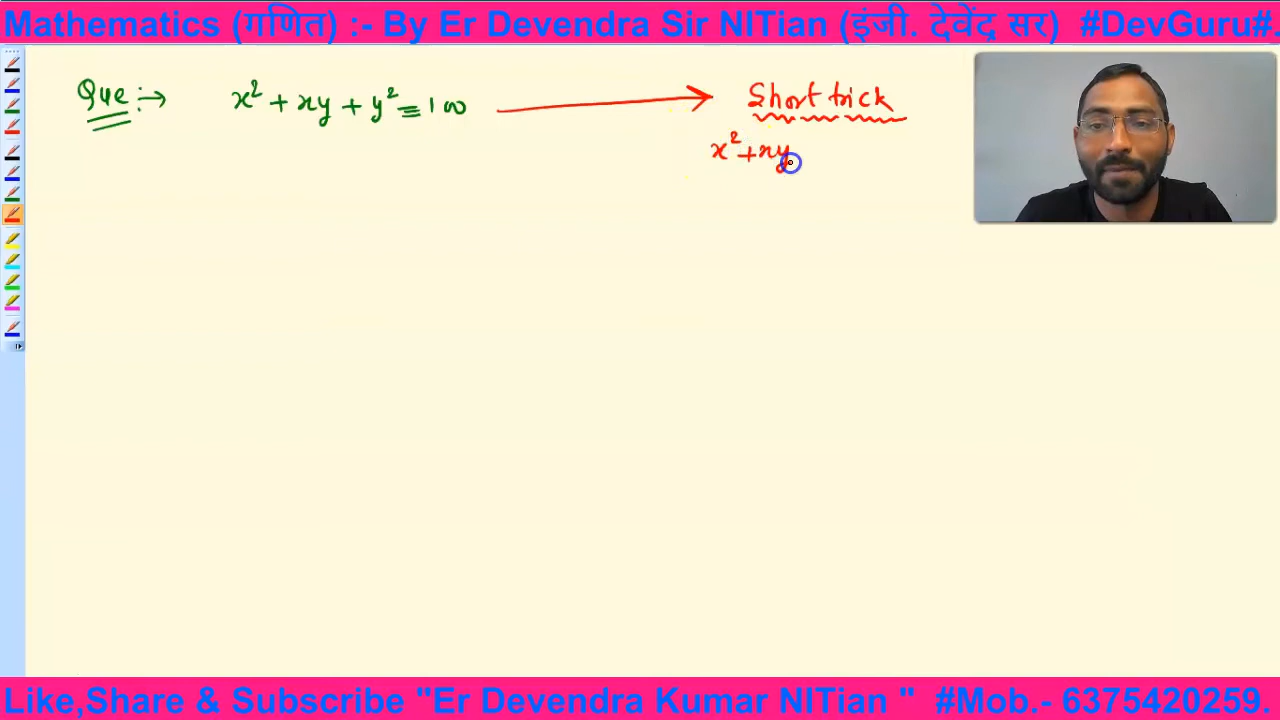 Mathematics (गणित) :- By Er Devendra Sir NITian (इंजी. देवेंद्र सर) #DevGuru#.
Que :→ x² + xy + y² = 100 → Short trick
x² + xy
Like,Share & Subscribe "Er Devendra Kumar NITian " #Mob.- 6375420259.